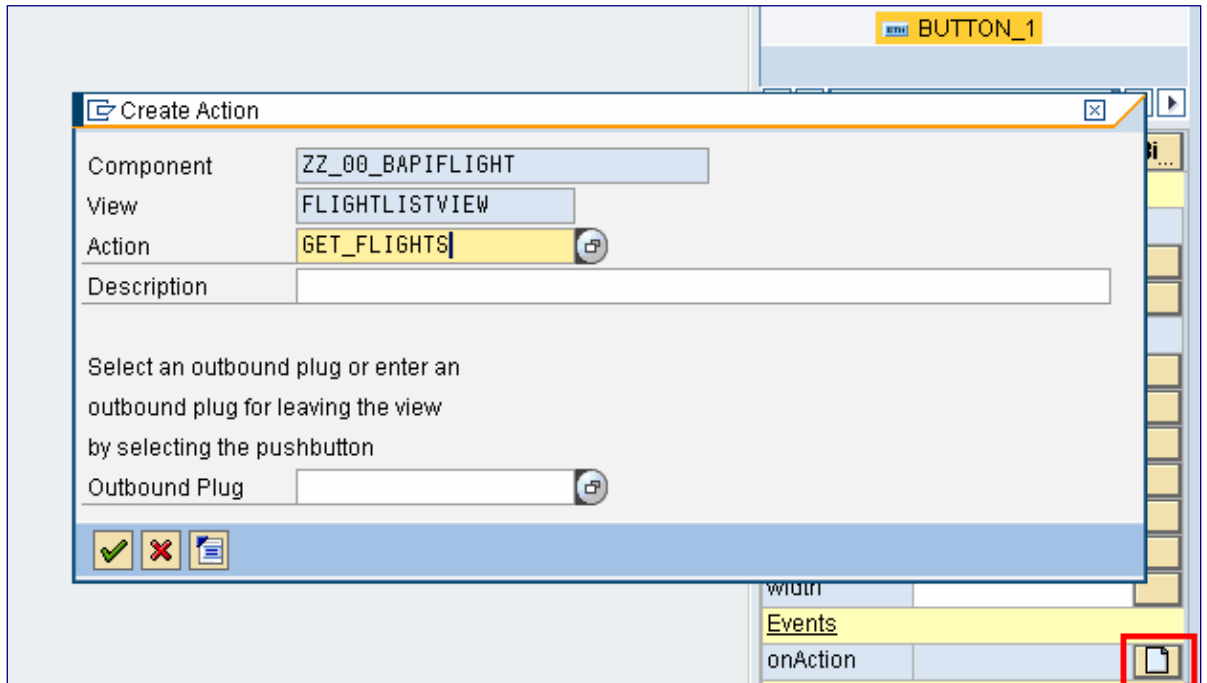 BUTTON_1
Create Action
Component ZZ_00_BAPIFLIGHT
View FLIGHTLISTVIEW
Action GET_FLIGHTS
Description
Select an outbound plug or enter an
outbound plug for leaving the view
by selecting the pushbutton
Outbound Plug
width
Events
onAction